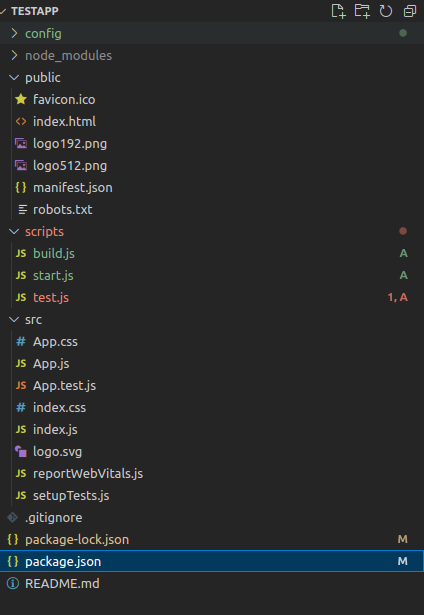 TESTAPP
config
node_modules
public
favicon.ico
<> index.html
logo192.png
logo512.png
{} manifest.json
robots.txt
scripts
JS build.js A
JS start.js A
JS test.js 1, A
src
# App.css
JS App.js
JS App.test.js
# index.css
JS index.js
logo.svg
JS reportWebVitals.js
JS setupTests.js
.gitignore
{} package-lock.json M
{} package.json M
README.md